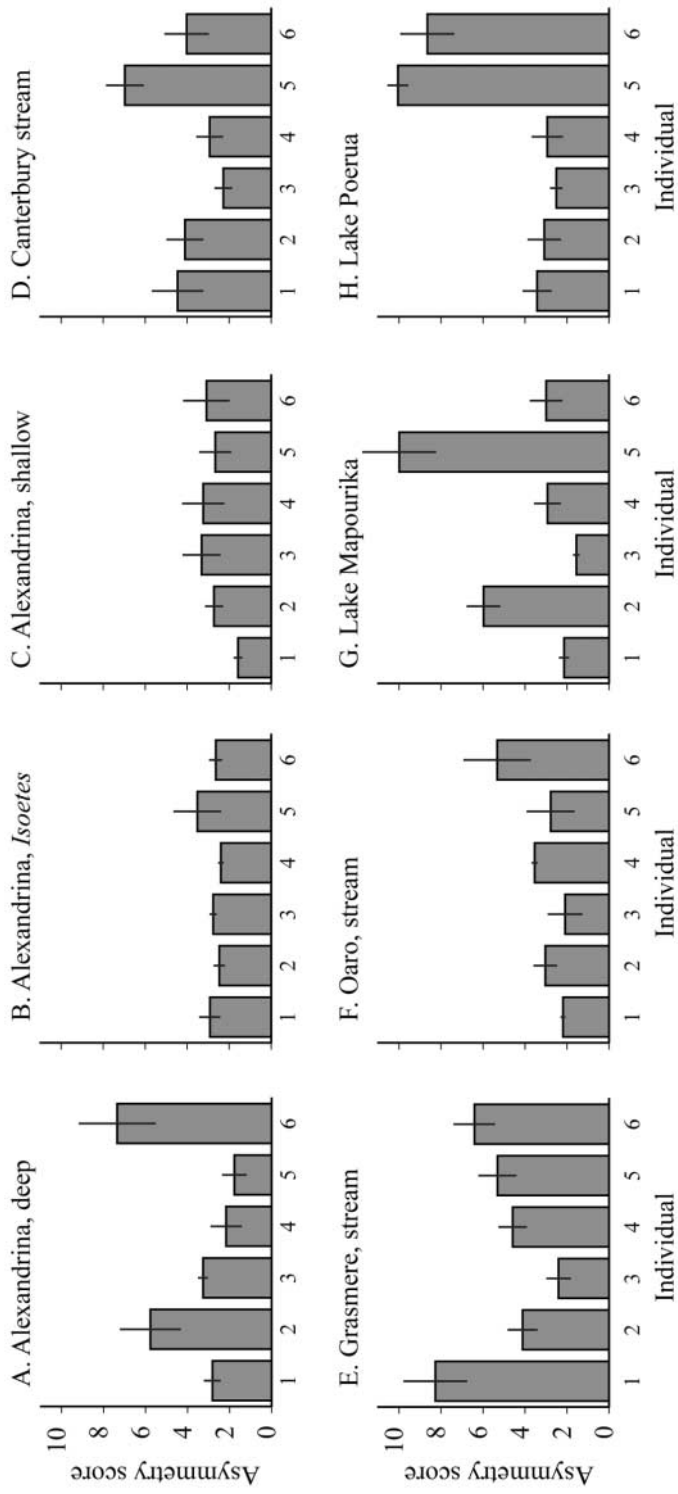 A. Alexandrina, deep
B. Alexandrina, Isoetes
C. Alexandrina, shallow
D. Canterbury stream
Asymmetry score
10
8
6
4
2
0
1 2 3 4 5 6
1 2 3 4 5 6
1 2 3 4 5 6
1 2 3 4 5 6
E. Grasmere, stream
F. Oaro, stream
G. Lake Mapourika
H. Lake Poerua
Asymmetry score
10
8
6
4
2
0
1 2 3 4 5 6
1 2 3 4 5 6
1 2 3 4 5 6
1 2 3 4 5 6
Individual
Individual
Individual
Individual